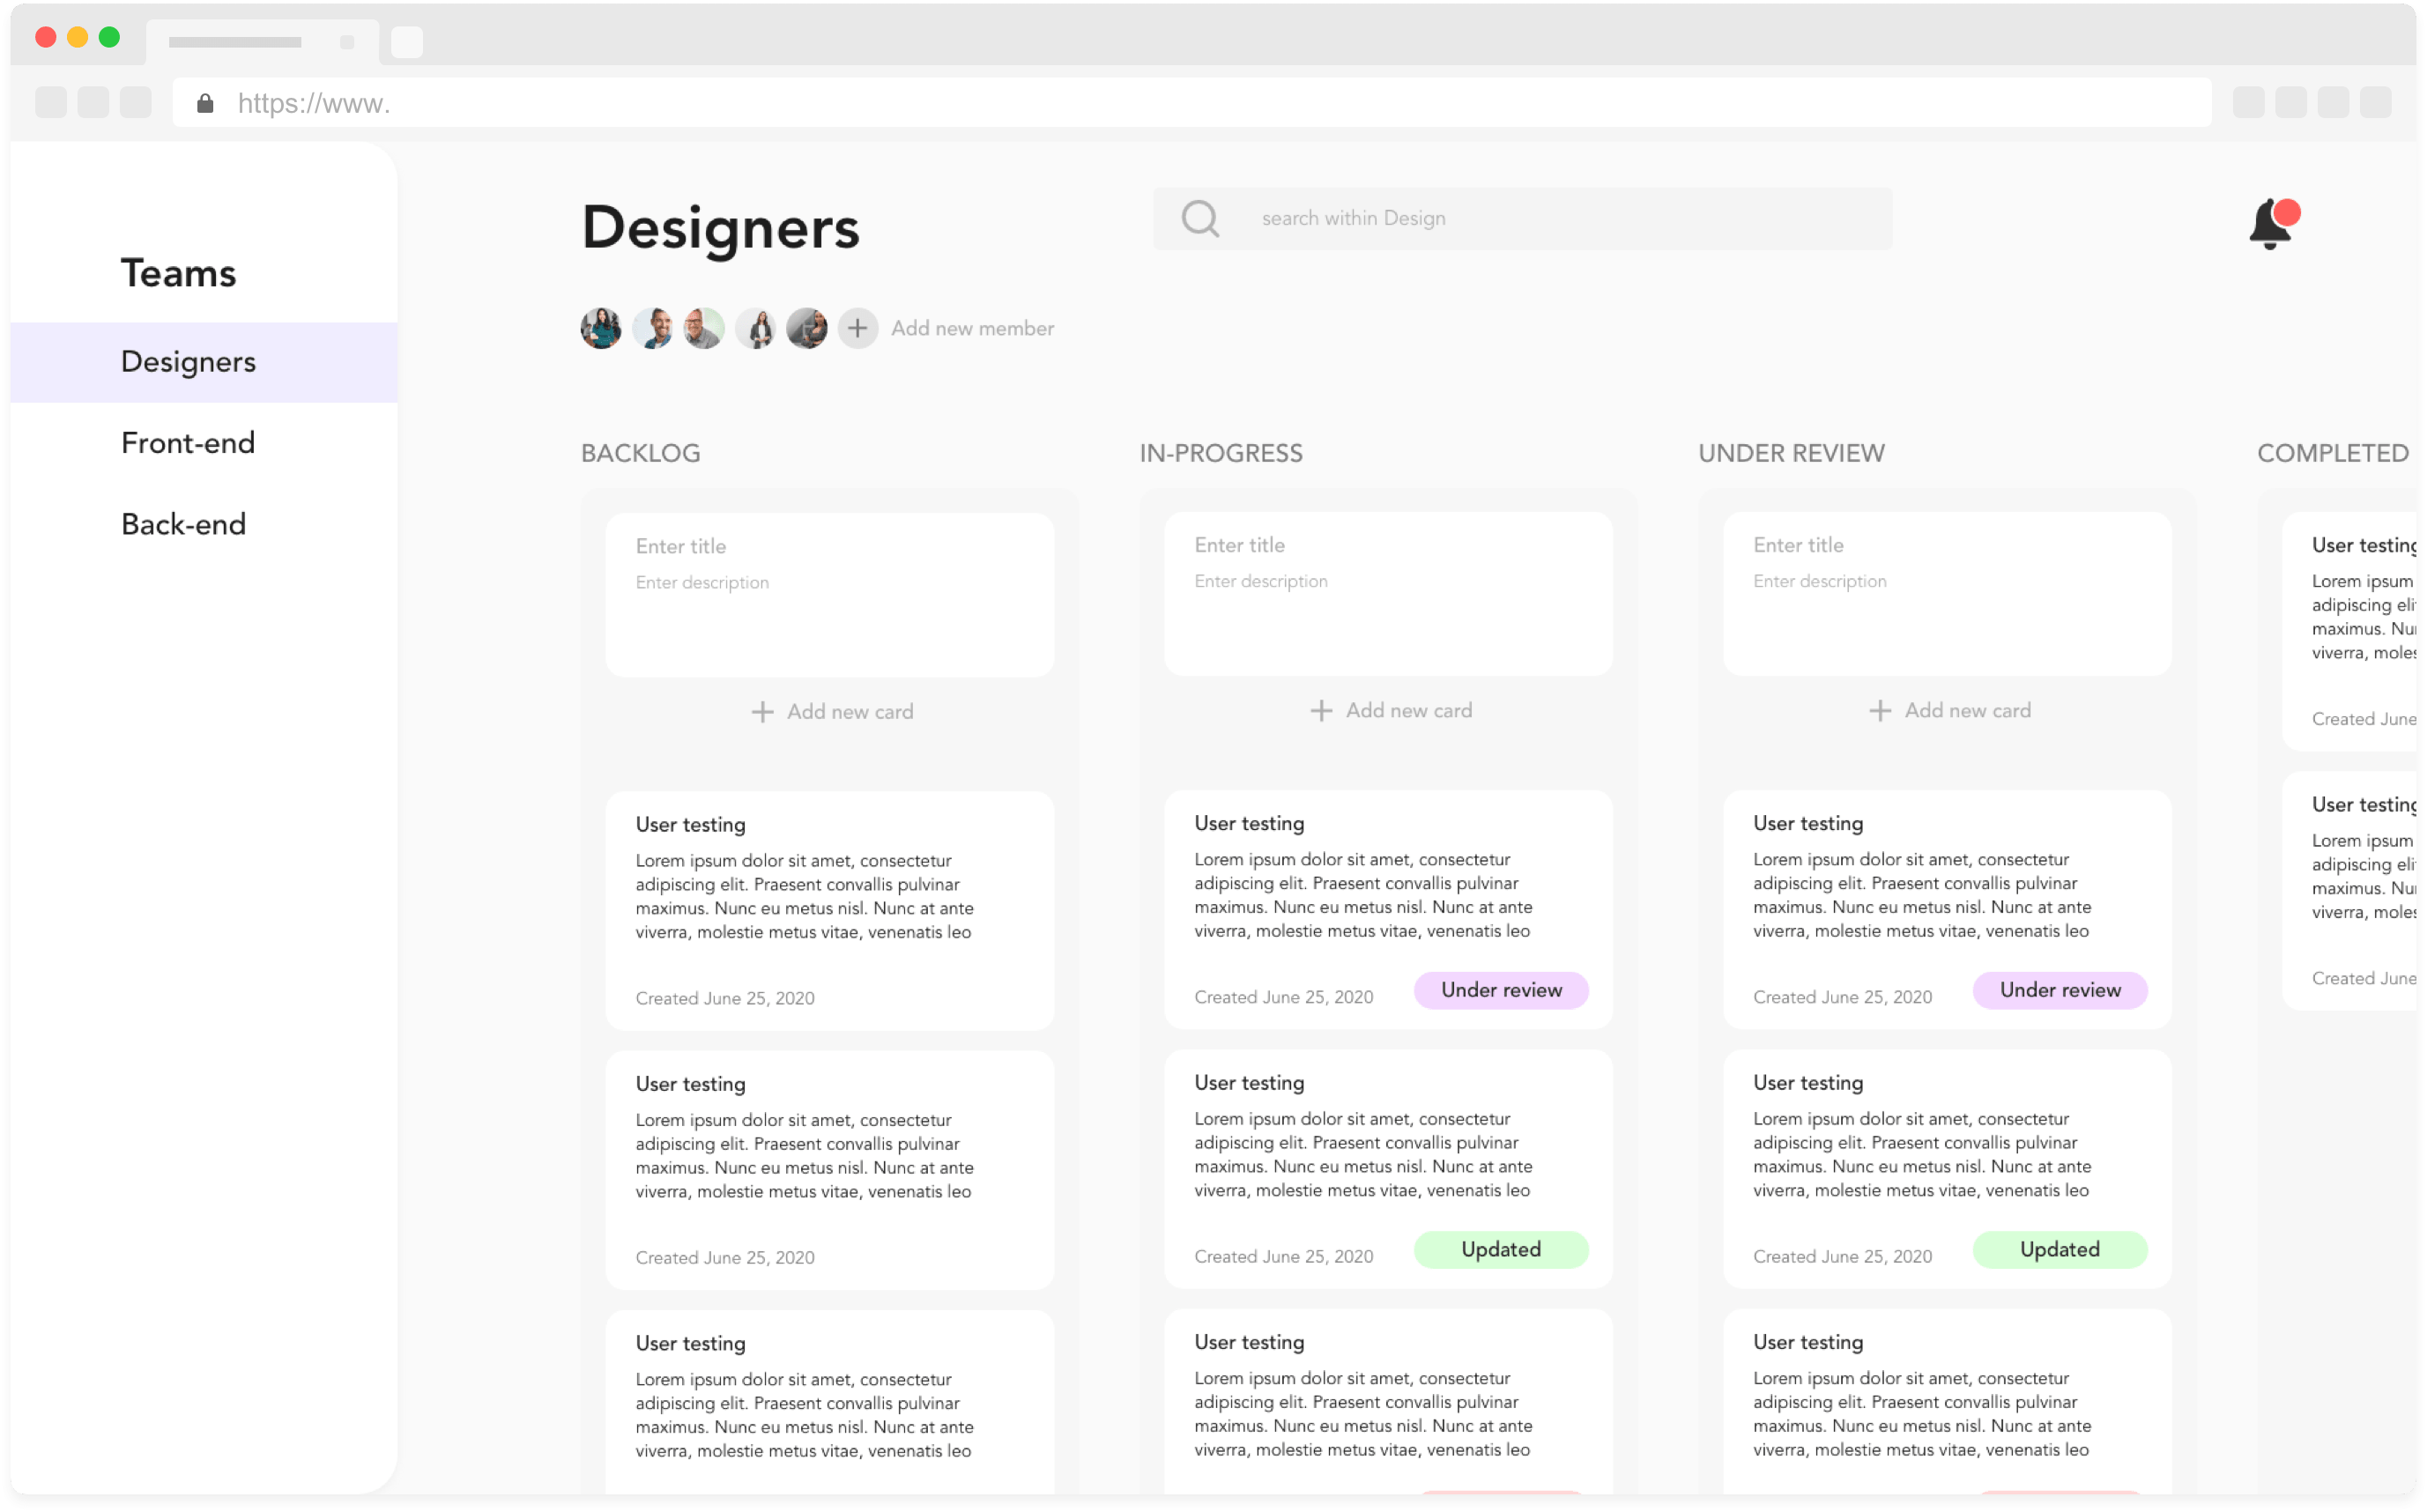 https://www.
Teams
Designers
Front-end
Back-end
Designers
search within Design
Add new member
BACKLOG
Enter title
Enter description
Add new card
User testing
Lorem ipsum dolor sit amet, consectetur
adipiscing elit. Praesent convallis pulvinar
maximus. Nunc eu metus nisl. Nunc at ante
viverra, molestie metus vitae, venenatis leo
Created June 25, 2020
User testing
Lorem ipsum dolor sit amet, consectetur
adipiscing elit. Praesent convallis pulvinar
maximus. Nunc eu metus nisl. Nunc at ante
viverra, molestie metus vitae, venenatis leo
Created June 25, 2020
User testing
Lorem ipsum dolor sit amet, consectetur
adipiscing elit. Praesent convallis pulvinar
maximus. Nunc eu metus nisl. Nunc at ante
viverra, molestie metus vitae, venenatis leo
IN-PROGRESS
Enter title
Enter description
Add new card
User testing
Lorem ipsum dolor sit amet, consectetur
adipiscing elit. Praesent convallis pulvinar
maximus. Nunc eu metus nisl. Nunc at ante
viverra, molestie metus vitae, venenatis leo
Created June 25, 2020 Under review
User testing
Lorem ipsum dolor sit amet, consectetur
adipiscing elit. Praesent convallis pulvinar
maximus. Nunc eu metus nisl. Nunc at ante
viverra, molestie metus vitae, venenatis leo
Created June 25, 2020 Updated
User testing
Lorem ipsum dolor sit amet, consectetur
adipiscing elit. Praesent convallis pulvinar
maximus. Nunc eu metus nisl. Nunc at ante
viverra, molestie metus vitae, venenatis leo
UNDER REVIEW
Enter title
Enter description
Add new card
User testing
Lorem ipsum dolor sit amet, consectetur
adipiscing elit. Praesent convallis pulvinar
maximus. Nunc eu metus nisl. Nunc at ante
viverra, molestie metus vitae, venenatis leo
Created June 25, 2020 Under review
User testing
Lorem ipsum dolor sit amet, consectetur
adipiscing elit. Praesent convallis pulvinar
maximus. Nunc eu metus nisl. Nunc at ante
viverra, molestie metus vitae, venenatis leo
Created June 25, 2020 Updated
User testing
Lorem ipsum dolor sit amet, consectetur
adipiscing elit. Praesent convallis pulvinar
maximus. Nunc eu metus nisl. Nunc at ante
viverra, molestie metus vitae, venenatis leo
COMPLETED
User testing
Lorem ipsum
adipiscing
maximus.
viverra,
Created June
User testing
Lorem ipsum
adipiscing
maximus.
viverra,
Created June